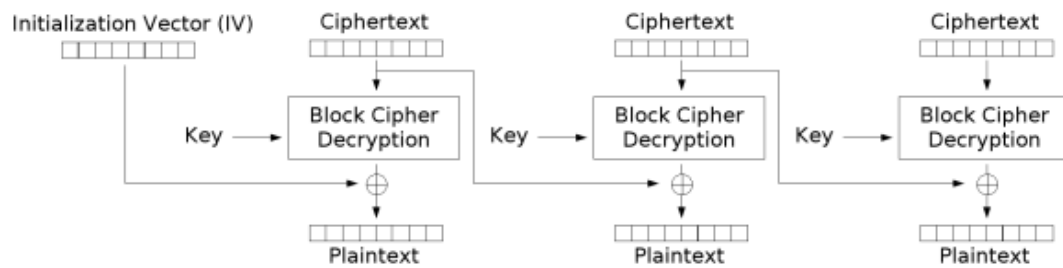 Initialization Vector (IV)
Ciphertext
Ciphertext
Ciphertext
Key
Block Cipher
Decryption
Key
Block Cipher
Decryption
Key
Block Cipher
Decryption
Plaintext
Plaintext
Plaintext